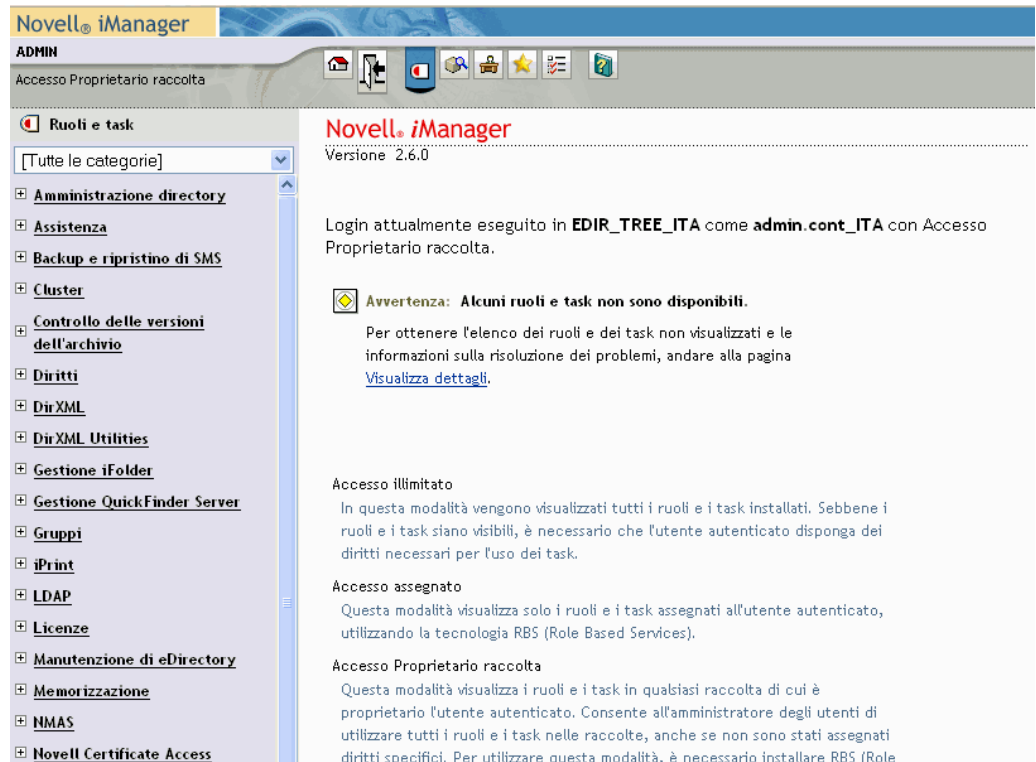 Novell® iManager
ADMIN
Accesso Proprietario raccolta
Ruoli e task
[Tutte le categorie]
Amministrazione directory
Assistenza
Backup e ripristino di SMS
Cluster
Controllo delle versioni
dell'archivio
Diritti
DirXML
DirXML Utilities
Gestione iFolder
Gestione QuickFinder Server
Gruppi
iPrint
LDAP
Licenze
Manutenzione di eDirectory
Memorizzazione
NMAS
Novell Certificate Access
Novell® iManager
Versione 2.6.0
Login attualmente eseguito in EDIR_TREE_ITA come admin.cont_ITA con Accesso
Proprietario raccolta.
Avvertenza: Alcuni ruoli e task non sono disponibili.
Per ottenere l'elenco dei ruoli e dei task non visualizzati e le
informazioni sulla risoluzione dei problemi, andare alla pagina
Visualizza dettagli.
Accesso illimitato
In questa modalità vengono visualizzati tutti i ruoli e i task installati. Sebbene i
ruoli e i task siano visibili, è necessario che l'utente autenticato disponga dei
diritti necessari per l'uso dei task.
Accesso assegnato
Questa modalità visualizza solo i ruoli e i task assegnati all'utente autenticato,
utilizzando la tecnologia RBS (Role Based Services).
Accesso Proprietario raccolta
Questa modalità visualizza i ruoli e i task in qualsiasi raccolta di cui è
proprietario l'utente autenticato. Consente all'amministratore degli utenti di
utilizzare tutti i ruoli e i task nelle raccolte, anche se non sono stati assegnati
diritti specifici. Per utilizzare questa modalità, è necessario installare RBS (Role